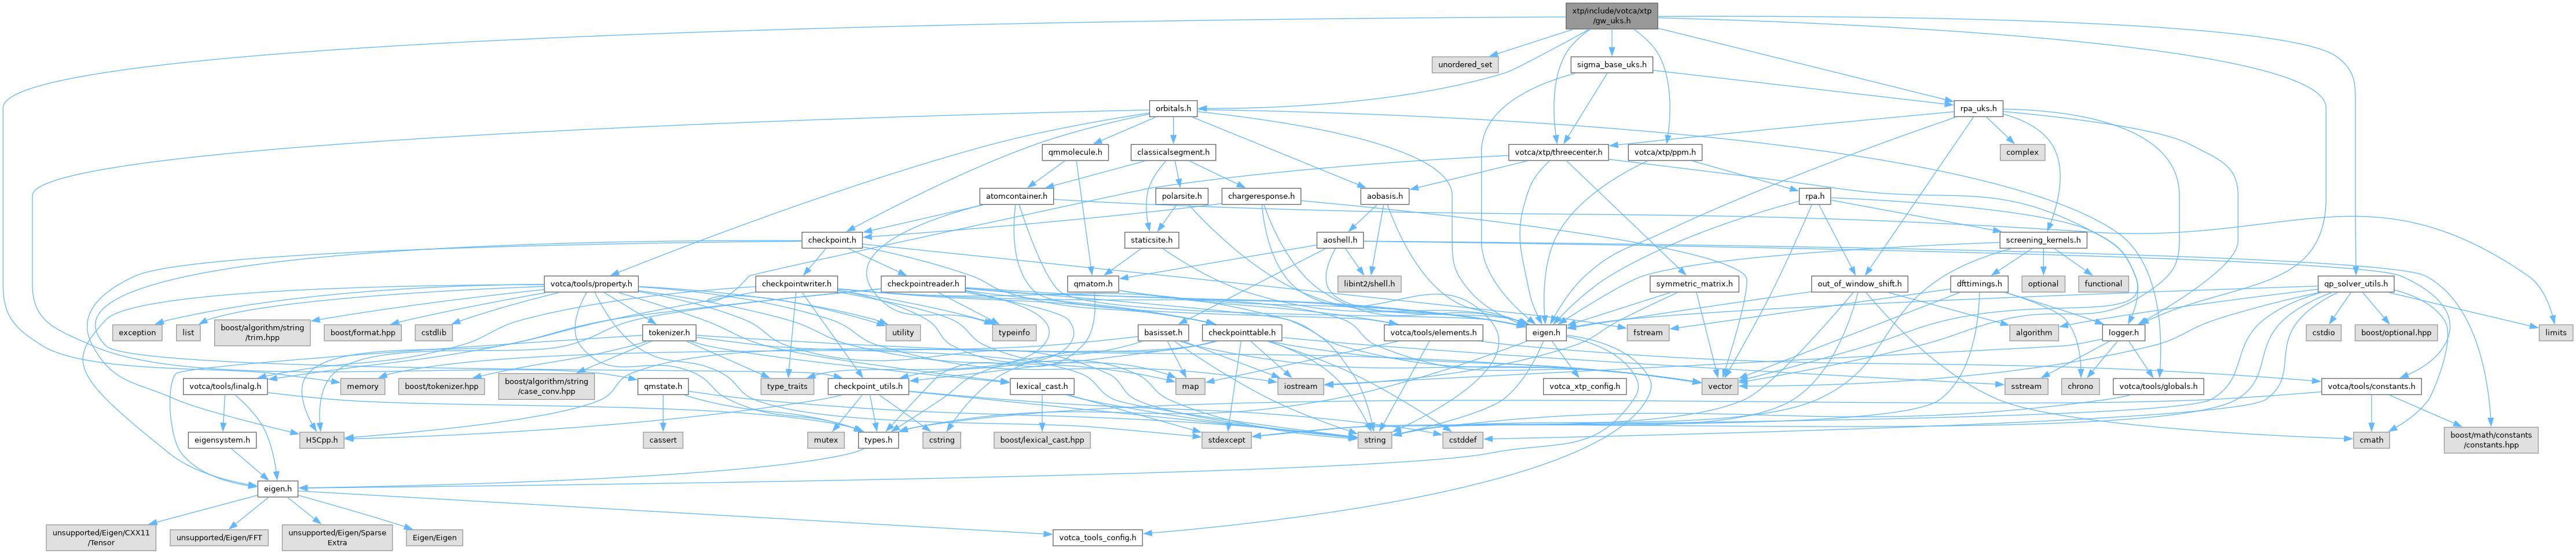 xtp/include/votca/xtp
/gw_uks.h
unordered_set
sigma_base_uks.h
orbitals.h
rpa_uks.h
qmmolecule.h
classicalsegment.h
votca/xtp/threecenter.h
votca/xtp/ppm.h
complex
atomcontainer.h
polarsite.h
chargeresponse.h
aobasis.h
rpa.h
checkpoint.h
staticsite.h
aoshell.h
screening_kernels.h
votca/tools/property.h
checkpointwriter.h
checkpointreader.h
qmatom.h
libint2/shell.h
symmetric_matrix.h
out_of_window_shift.h
dfttimings.h
optional
functional
qp_solver_utils.h
exception
list
boost/algorithm/string
/trim.hpp
boost/format.hpp
cstdlib
tokenizer.h
utility
typeinfo
basisset.h
checkpointtable.h
votca/tools/elements.h
eigen.h
fstream
algorithm
logger.h
cstdio
boost/optional.hpp
limits
votca/tools/linalg.h
memory
boost/tokenizer.hpp
boost/algorithm/string
/case_conv.hpp
qmstate.h
type_traits
checkpoint_utils.h
lexical_cast.h
map
iostream
votca_xtp_config.h
vector
sstream
chrono
votca/tools/globals.h
votca/tools/constants.h
eigensystem.h
H5Cpp.h
cassert
mutex
types.h
cstring
boost/lexical_cast.hpp
stdexcept
string
cstddef
cmath
boost/math/constants
/constants.hpp
eigen.h
unsupported/Eigen/CXX11
/Tensor
unsupported/Eigen/FFT
unsupported/Eigen/Sparse
Extra
Eigen/Eigen
votca_tools_config.h